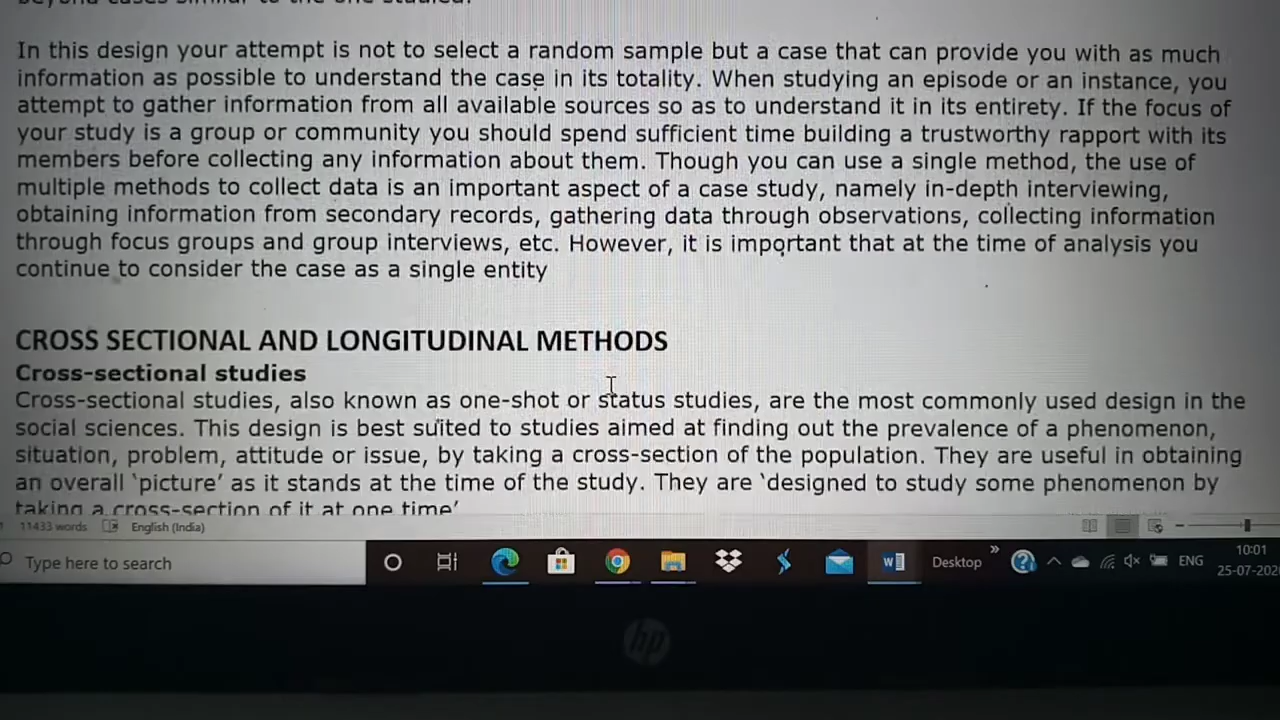 beyond cases similar to the one studied.
In this design your attempt is not to select a random sample but a case that can provide you with as much
information as possible to understand the case in its totality. When studying an episode or an instance, you
attempt to gather information from all available sources so as to understand it in its entirety. If the focus of
your study is a group or community you should spend sufficient time building a trustworthy rapport with its
members before collecting any information about them. Though you can use a single method, the use of
multiple methods to collect data is an important aspect of a case study, namely in-depth interviewing,
obtaining information from secondary records, gathering data through observations, collecting information
through focus groups and group interviews, etc. However, it is important that at the time of analysis you
continue to consider the case as a single entity
CROSS SECTIONAL AND LONGITUDINAL METHODS
Cross-sectional studies
Cross-sectional studies, also known as one-shot or status studies, are the most commonly used design in the
social sciences. This design is best suited to studies aimed at finding out the prevalence of a phenomenon,
situation, problem, attitude or issue, by taking a cross-section of the population. They are useful in obtaining
an overall ‘picture’ as it stands at the time of the study. They are ‘designed to study some phenomenon by
taking a cross-section of it at one time’
11433 words English (India)
Type here to search Desktop ENG 10:01
25-07-202
hp